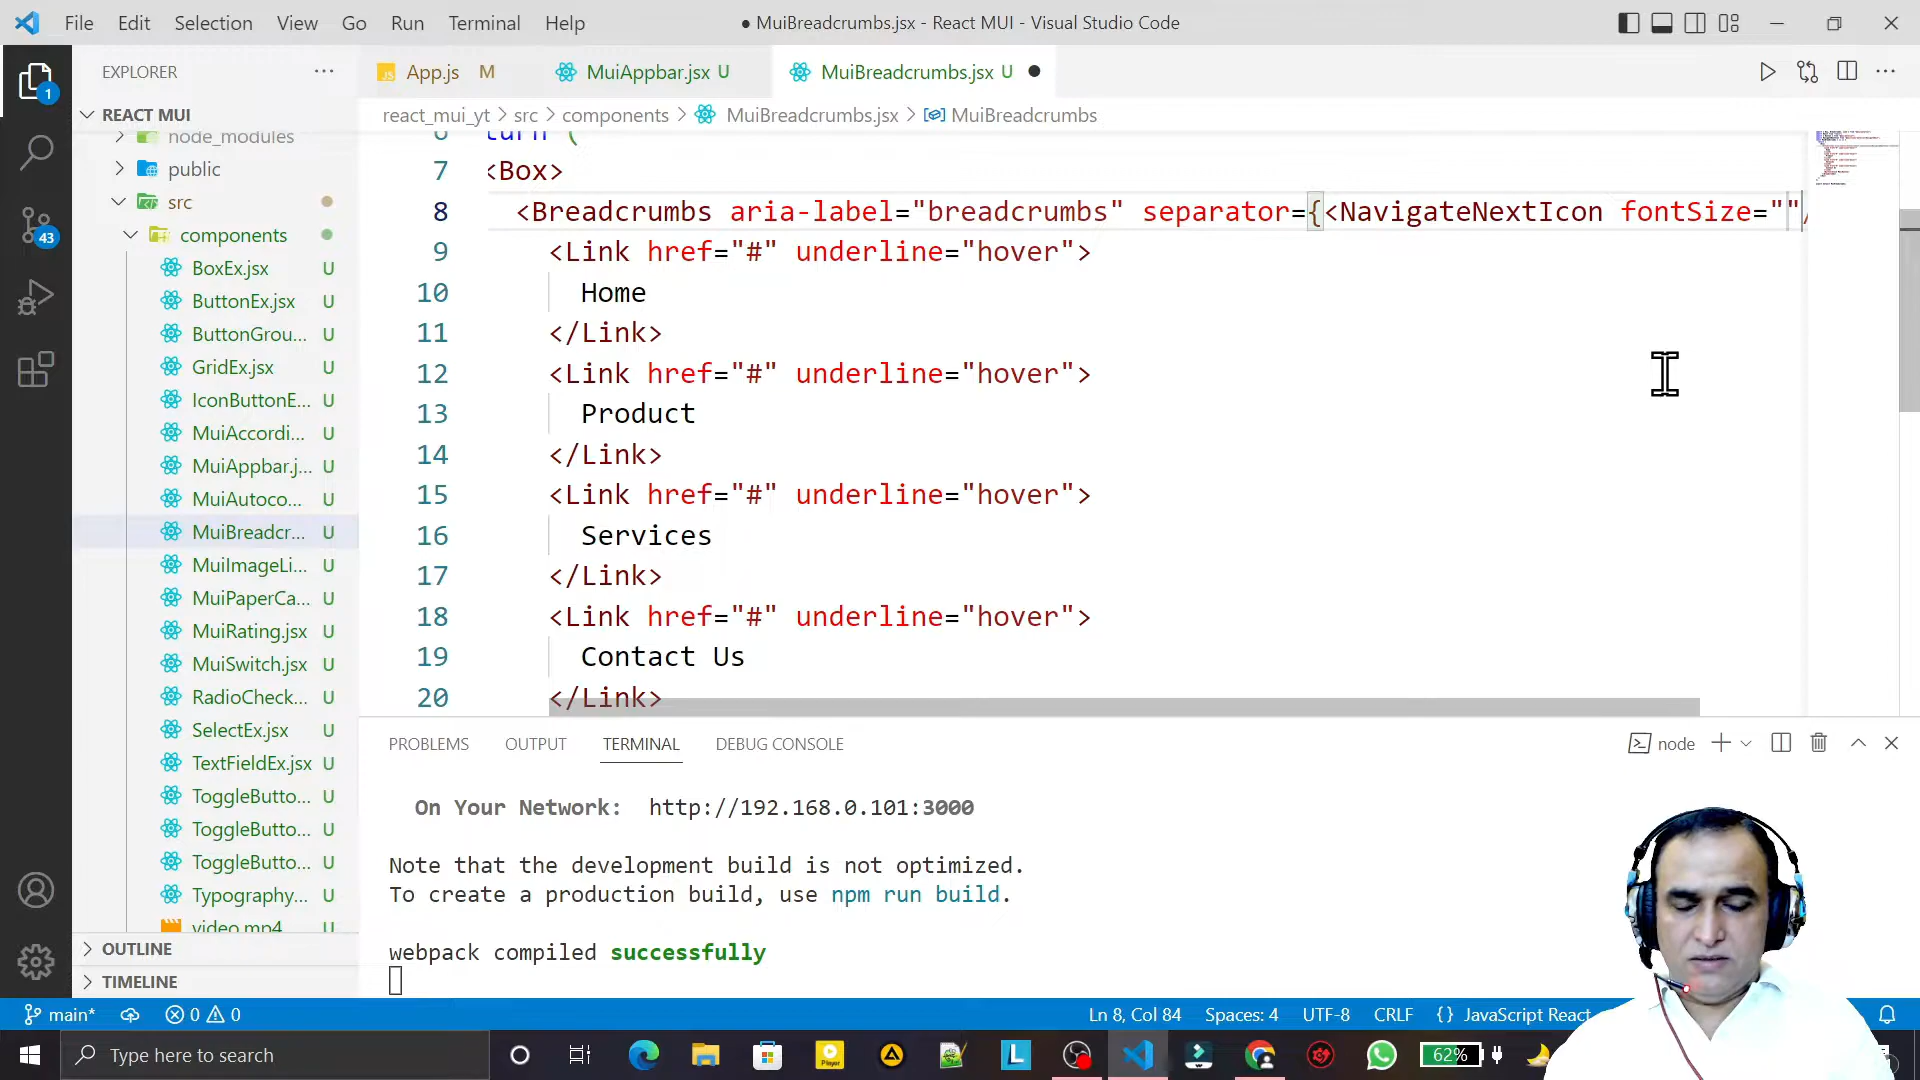 File Edit Selection View Go Run Terminal Help
● MuiBreadcrumbs.jsx - React MUI - Visual Studio Code
EXPLORER ...
App.js M
MuiAppbar.jsx U
MuiBreadcrumbs.jsx U ●
REACT MUI
react_mui_yt > src > components > MuiBreadcrumbs.jsx > MuiBreadcrumbs
node_modules
public
src
components
BoxEx.jsx U
ButtonEx.jsx U
ButtonGrou... U
GridEx.jsx U
IconButtonE... U
MuiAccordi... U
MuiAppbar.j... U
MuiAutoco... U
MuiBreadcr... U
MuiImageLi... U
MuiPaperCa... U
MuiRating.jsx U
MuiSwitch.jsx U
RadioCheck... U
SelectEx.jsx U
TextFieldEx.jsx U
ToggleButto... U
ToggleButto... U
ToggleButto... U
Typography... U
video.mp4 U
OUTLINE
TIMELINE
1
43
6 turn (
7 <Box>
8 <Breadcrumbs aria-label="breadcrumbs" separator={<NavigateNextIcon fontSize=""/
9 <Link href="#" underline="hover">
10 Home
11 </Link>
12 <Link href="#" underline="hover">
13 Product
14 </Link>
15 <Link href="#" underline="hover">
16 Services
17 </Link>
18 <Link href="#" underline="hover">
19 Contact Us
20 </Link>
PROBLEMS OUTPUT TERMINAL DEBUG CONSOLE
node
On Your Network: http://192.168.0.101:3000
Note that the development build is not optimized.
To create a production build, use npm run build.
webpack compiled successfully
main* 0 0
Ln 8, Col 84 Spaces: 4 UTF-8 CRLF {} JavaScript React
Type here to search
Player
L
62%